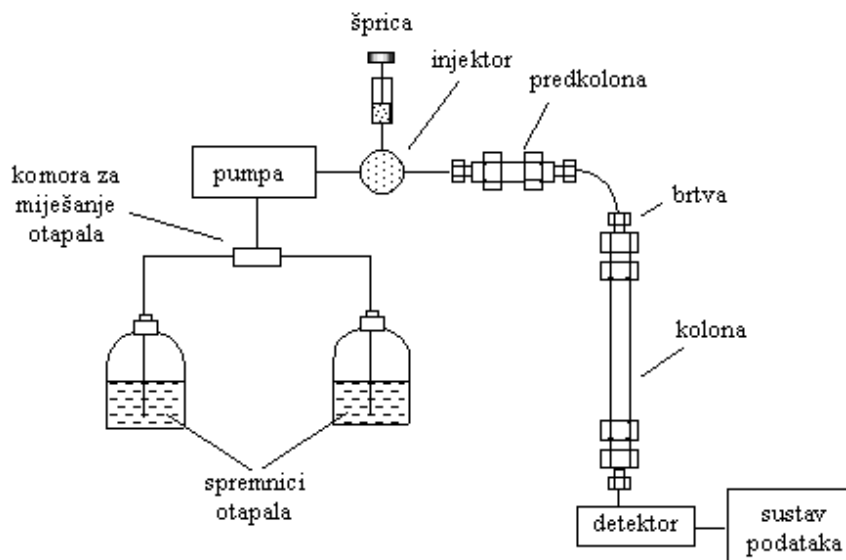 šprica
injektor
predkolona
pumpa
komora za
miješanje
otapala
brtva
kolona
spremnici
otapala
detektor
sustav
podataka